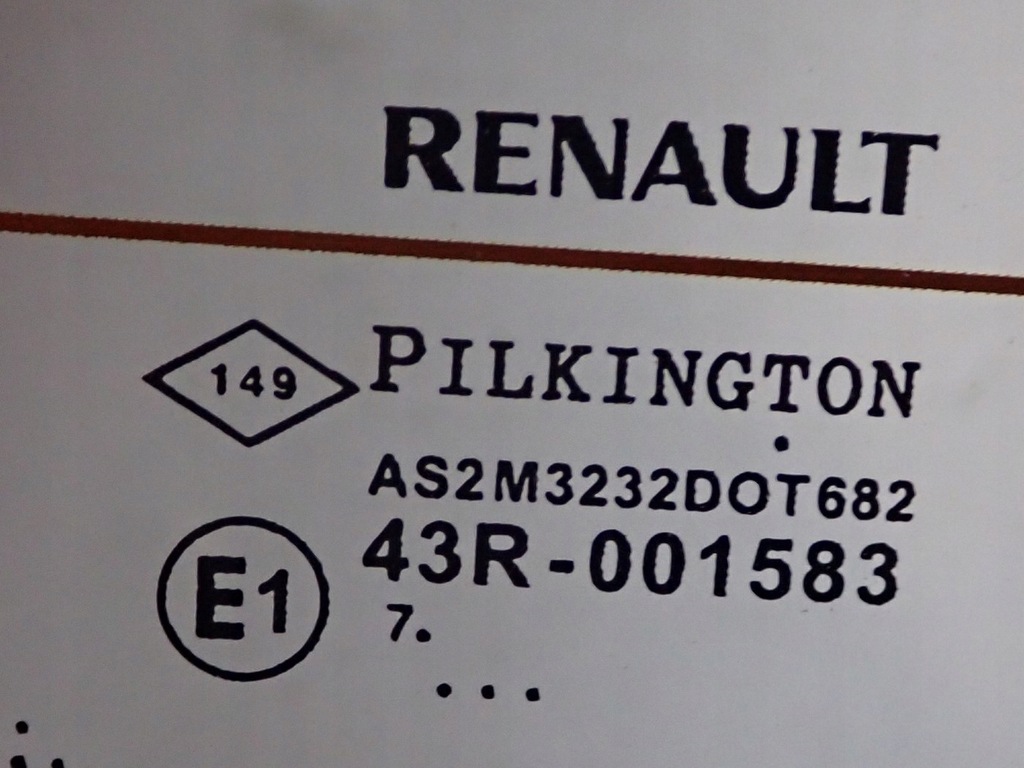 RENAULT
149 PILKINGTON
AS2M3232DOT682
E1 43R-001583
7.
...